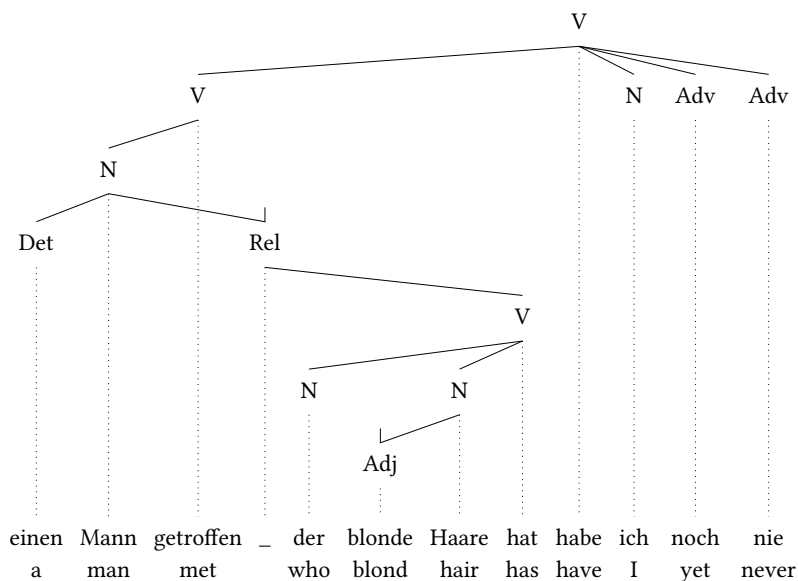 V
V N Adv Adv
N
Det Rel
V
N N
Adj
einen Mann getroffen _ der blonde Haare hat habe ich noch nie
a man met who blond hair has have I yet never